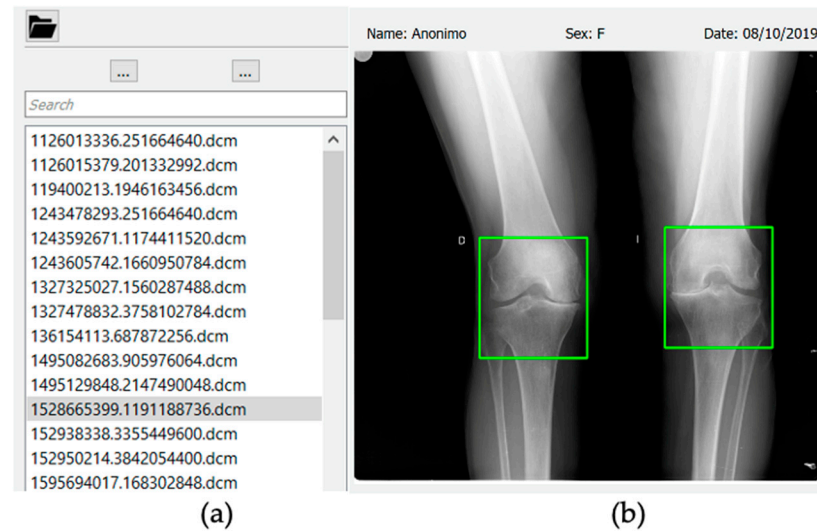 ... ...
Search
1126013336.251664640.dcm
1126015379.201332992.dcm
119400213.1946163456.dcm
1243478293.251664640.dcm
1243592671.1174411520.dcm
1243605742.1660950784.dcm
1327325027.1560287488.dcm
1327478832.3758102784.dcm
136154113.687872256.dcm
1495082683.905976064.dcm
1495129848.2147490048.dcm
1528665399.1191188736.dcm
152938338.3355449600.dcm
152950214.3842054400.dcm
1595694017.168302848.dcm
(a)
Name: Anonimo Sex: F Date: 08/10/2019
D I
(b)